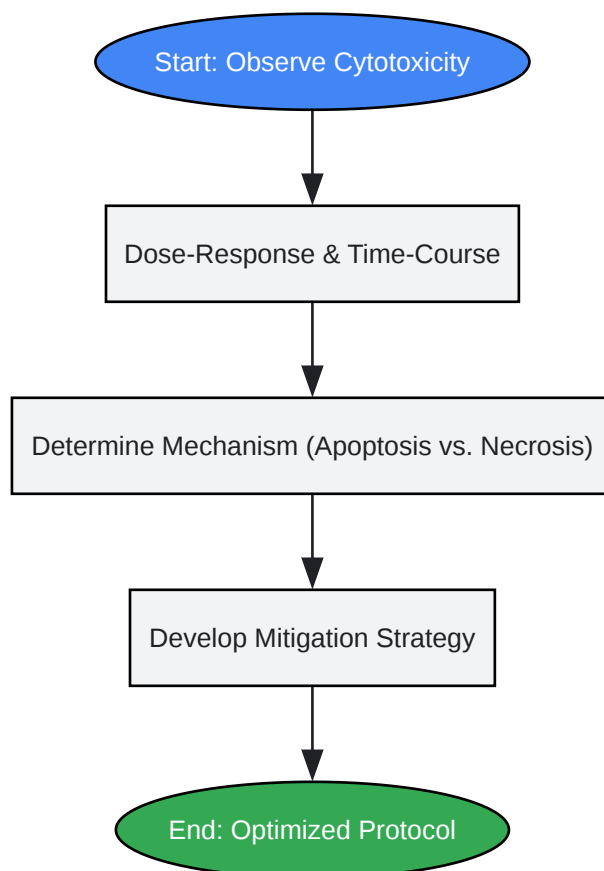 Start: Observe Cytotoxicity
Dose-Response & Time-Course
Determine Mechanism (Apoptosis vs. Necrosis)
Develop Mitigation Strategy
End: Optimized Protocol